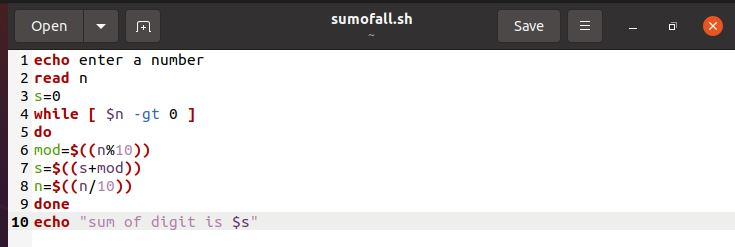 Open sumofall.sh Save
~
1 echo enter a number
2 read n
3 s=0
4 while [ $n -gt 0 ]
5 do
6 mod=$((n%10))
7 s=$((s+mod))
8 n=$((n/10))
9 done
10 echo "sum of digit is $s"